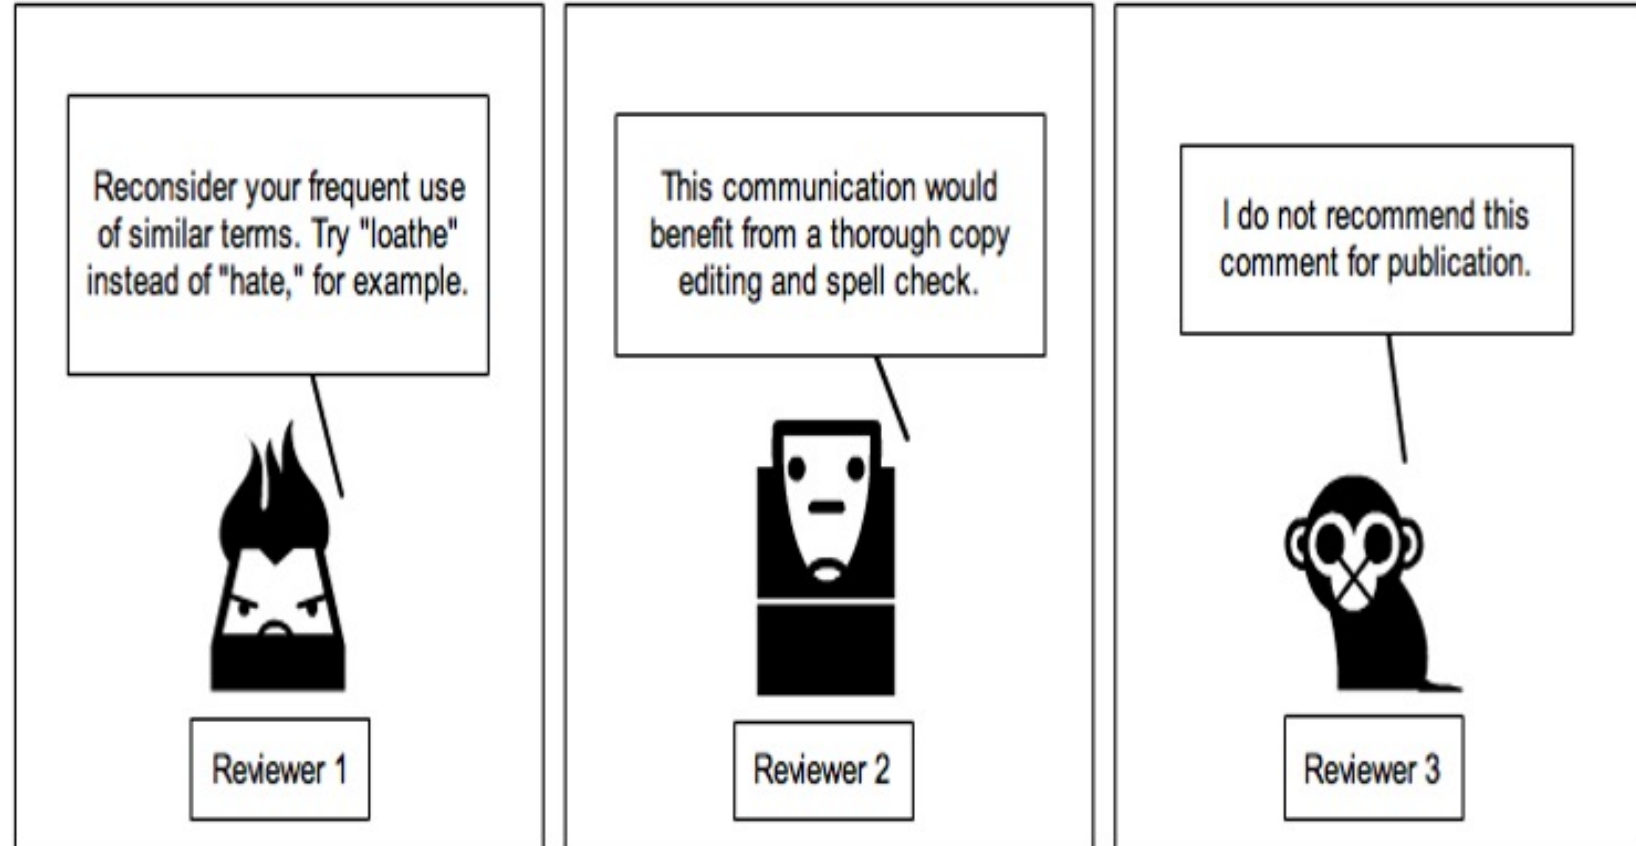 Reconsider your frequent use
of similar terms. Try "loathe"
instead of "hate," for example.
Reviewer 1
This communication would
benefit from a thorough copy
editing and spell check.
Reviewer 2
I do not recommend this
comment for publication.
Reviewer 3